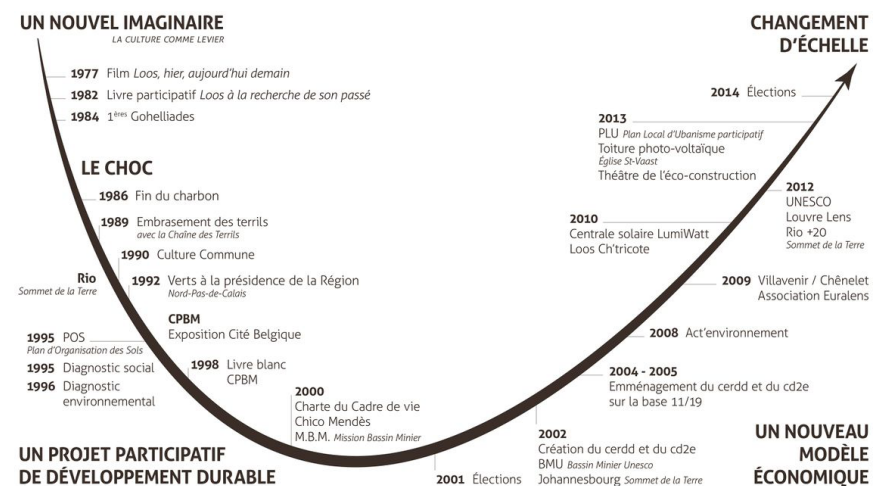 UN NOUVEL IMAGINAIRE
LA CULTURE COMME LEVIER
1977 Film Loos, hier, aujourd'hui demain
1982 Livre participatif Loos à la recherche de son passé
1984 1ères Gohelliades
LE CHOC
1986 Fin du charbon
1989 Embrasement des terrils
avec la Chaîne des Terrils
1990 Culture Commune
Rio
Sommet de la Terre
1992 Verts à la présidence de la Région
Nord-Pas-de-Calais
CPBM
Exposition Cité Belgique
1995 POS
Plan d'Organisation des Sols
1995 Diagnostic social
1996 Diagnostic
environnemental
1998 Livre blanc
CPBM
2000
Charte du Cadre de vie
Chico Mendès
M.B.M. Mission Bassin Minier
UN PROJET PARTICIPATIF
DE DÉVELOPPEMENT DURABLE
2001 Élections
2002
Création du cerdd et du cd2e
BMU Bassin Minier Unesco
Johannesbourg Sommet de la Terre
2004 - 2005
Emménagement du cerdd et du cd2e
sur la base 11/19
2008 Act'environnement
2009 Villavenir / Chênelet
Association Euralens
2010
Centrale solaire LumiWatt
Loos Ch'tricote
2012
UNESCO
Louvre Lens
Rio +20
Sommet de la Terre
2013
PLU Plan Local d'Ubanisme participatif
Toiture photo-voltaïque
Église St-Vaast
Théâtre de l'éco-construction
2014 Élections
CHANGEMENT
D'ÉCHELLE
UN NOUVEAU
MODÈLE
ÉCONOMIQUE